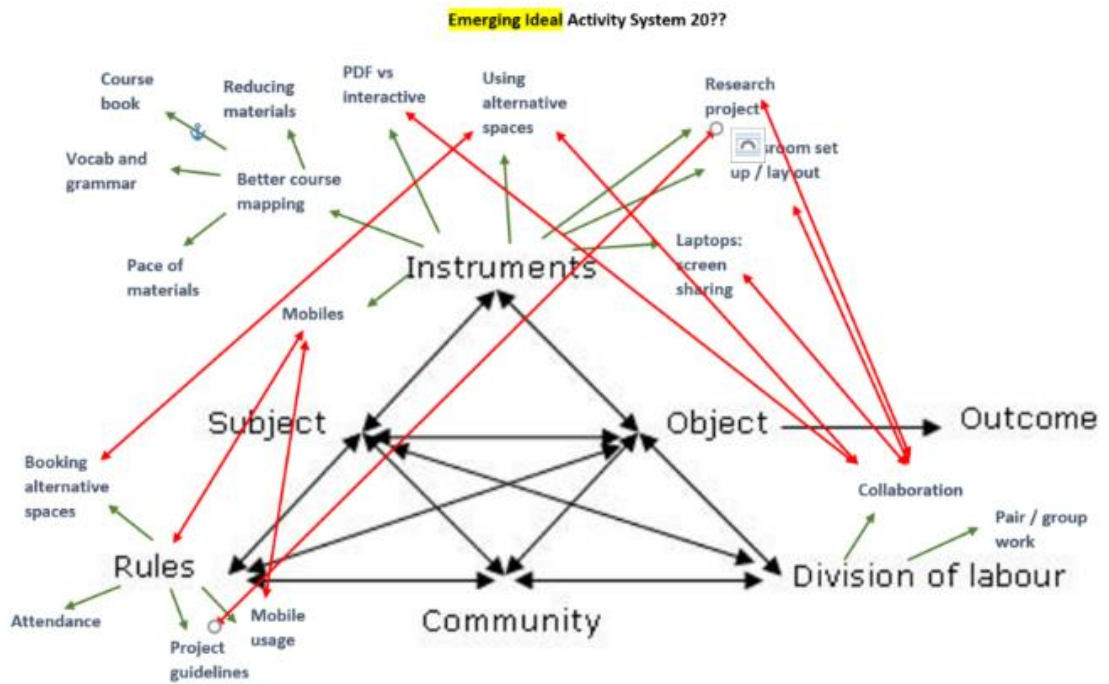 Emerging Ideal Activity System 20??
Course
book
Reducing
materials
PDF vs
interactive
Using
alternative
spaces
Research
project
sroom set
up / lay out
Vocab and
grammar
Better course
mapping
Pace of
materials
Laptops:
screen
sharing
Instruments
Mobiles
Subject
Object
Outcome
Booking
alternative
spaces
Collaboration
Pair / group
work
Rules
Division of labour
Attendance
Mobile
usage
Community
Project
guidelines